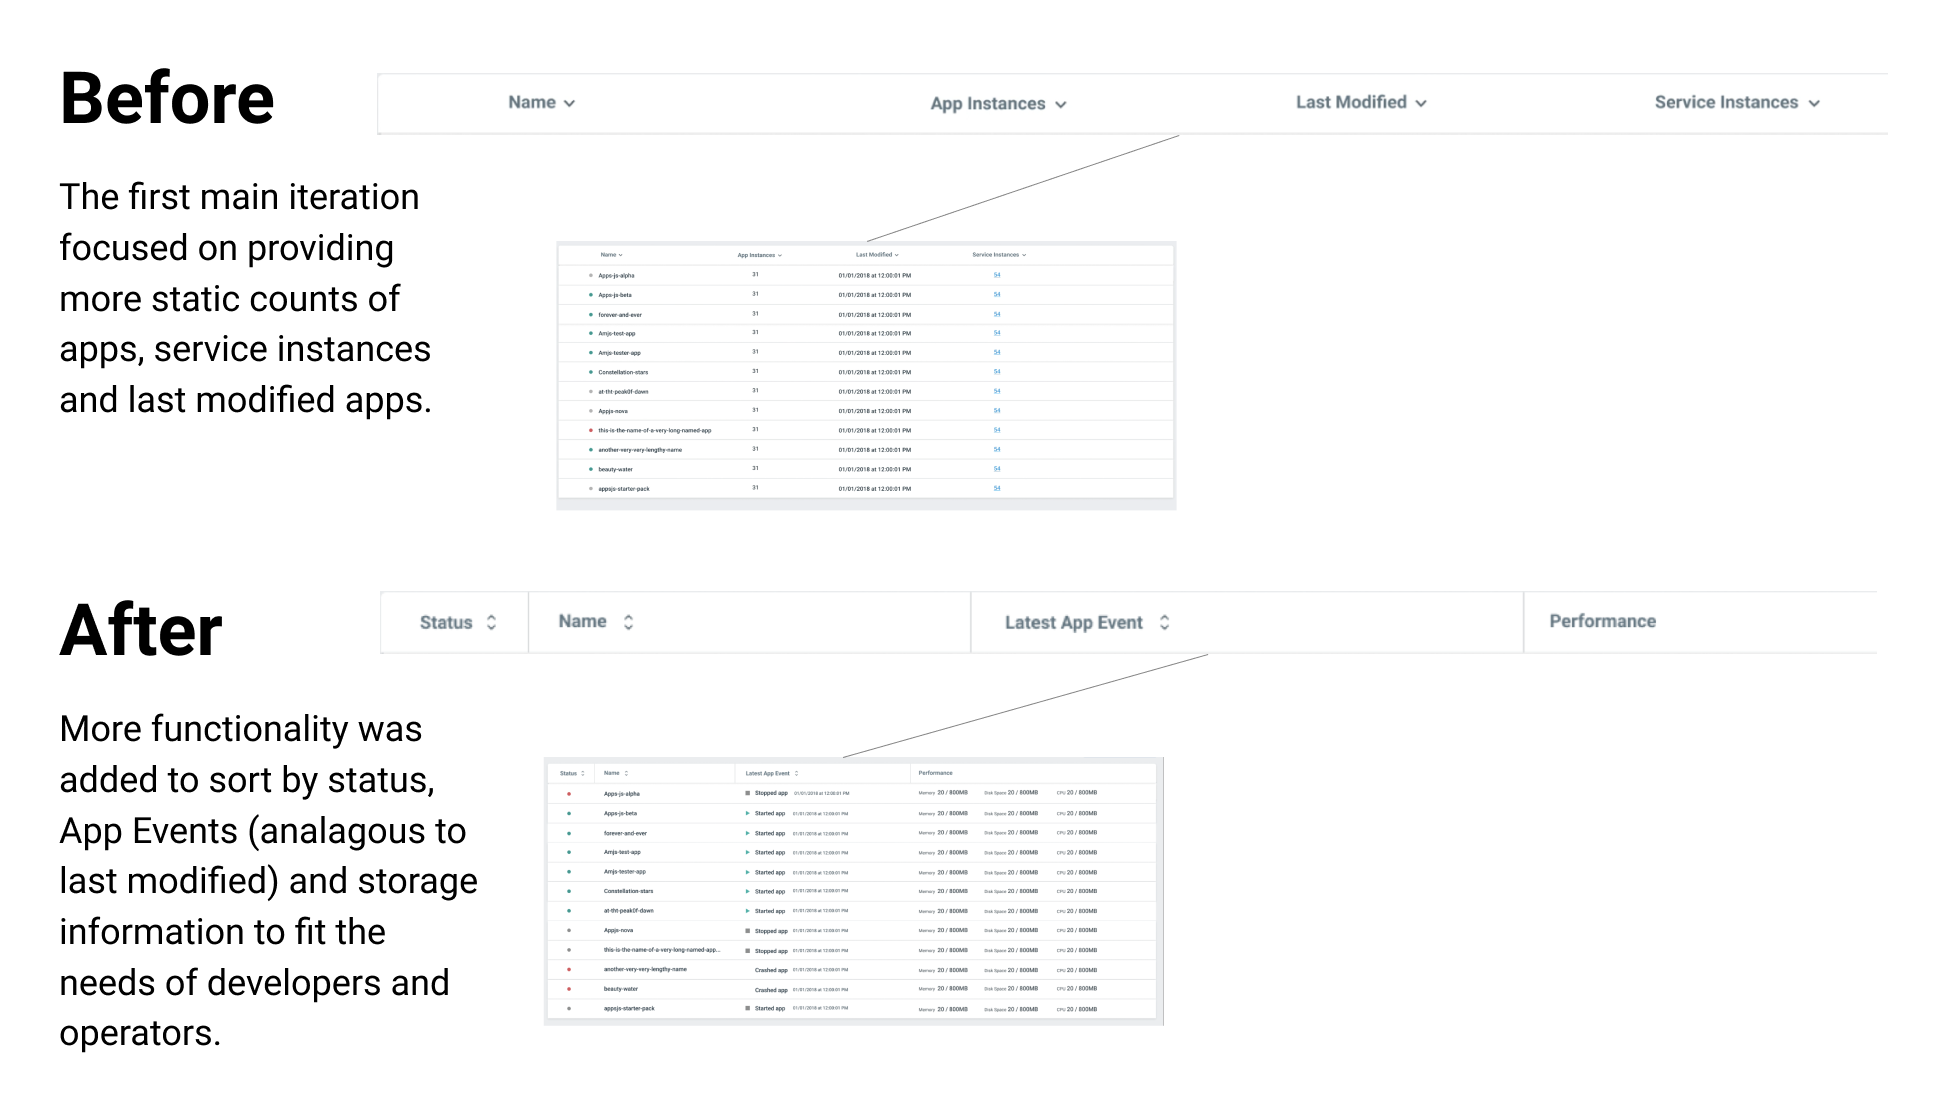 Before
Name
App Instances
Last Modified
Service Instances
The first main iteration
focused on providing
more static counts of
apps, service instances
and last modified apps.
Name App Instances Last Modified Service Instances
Apps-js-alpha 31 01/01/2018 at 12:00:01 PM 54
Apps-js-beta 31 01/01/2018 at 12:00:01 PM 54
forever-and-ever 31 01/01/2018 at 12:00:01 PM 54
Amjs-test-app 31 01/01/2018 at 12:00:01 PM 54
Amjs-tester-app 31 01/01/2018 at 12:00:01 PM 54
Constellation-stars 31 01/01/2018 at 12:00:01 PM 54
at-tht-peak0f-dawn 31 01/01/2018 at 12:00:01 PM 54
Appjs-nova 31 01/01/2018 at 12:00:01 PM 54
this-is-the-name-of-a-very-long-named-app 31 01/01/2018 at 12:00:01 PM 54
another-very-very-lengthy-name 31 01/01/2018 at 12:00:01 PM 54
beauty-water 31 01/01/2018 at 12:00:01 PM 54
appsjs-starter-pack 31 01/01/2018 at 12:00:01 PM 54
After
Status
Name
Latest App Event
Performance
More functionality was
added to sort by status,
App Events (analagous to
last modified) and storage
information to fit the
needs of developers and
operators.
Status Name Latest App Event Performance
Apps-js-alpha Stopped app 01/01/2018 at 12:00:01 PM Memory 20 / 800MB Disk Space 20 / 800MB CPU 20 / 800MB
Apps-js-beta Started app 01/01/2018 at 12:00:01 PM Memory 20 / 800MB Disk Space 20 / 800MB CPU 20 / 800MB
forever-and-ever Started app 01/01/2018 at 12:00:01 PM Memory 20 / 800MB Disk Space 20 / 800MB CPU 20 / 800MB
Amjs-test-app Started app 01/01/2018 at 12:00:01 PM Memory 20 / 800MB Disk Space 20 / 800MB CPU 20 / 800MB
Amjs-tester-app Started app 01/01/2018 at 12:00:01 PM Memory 20 / 800MB Disk Space 20 / 800MB CPU 20 / 800MB
Constellation-stars Started app 01/01/2018 at 12:00:01 PM Memory 20 / 800MB Disk Space 20 / 800MB CPU 20 / 800MB
at-tht-peak0f-dawn Started app 01/01/2018 at 12:00:01 PM Memory 20 / 800MB Disk Space 20 / 800MB CPU 20 / 800MB
Appjs-nova Stopped app 01/01/2018 at 12:00:01 PM Memory 20 / 800MB Disk Space 20 / 800MB CPU 20 / 800MB
this-is-the-name-of-a-very-long-named-app... Stopped app 01/01/2018 at 12:00:01 PM Memory 20 / 800MB Disk Space 20 / 800MB CPU 20 / 800MB
another-very-very-lengthy-name Crashed app 01/01/2018 at 12:00:01 PM Memory 20 / 800MB Disk Space 20 / 800MB CPU 20 / 800MB
beauty-water Crashed app 01/01/2018 at 12:00:01 PM Memory 20 / 800MB Disk Space 20 / 800MB CPU 20 / 800MB
appsjs-starter-pack Started app 01/01/2018 at 12:00:01 PM Memory 20 / 800MB Disk Space 20 / 800MB CPU 20 / 800MB